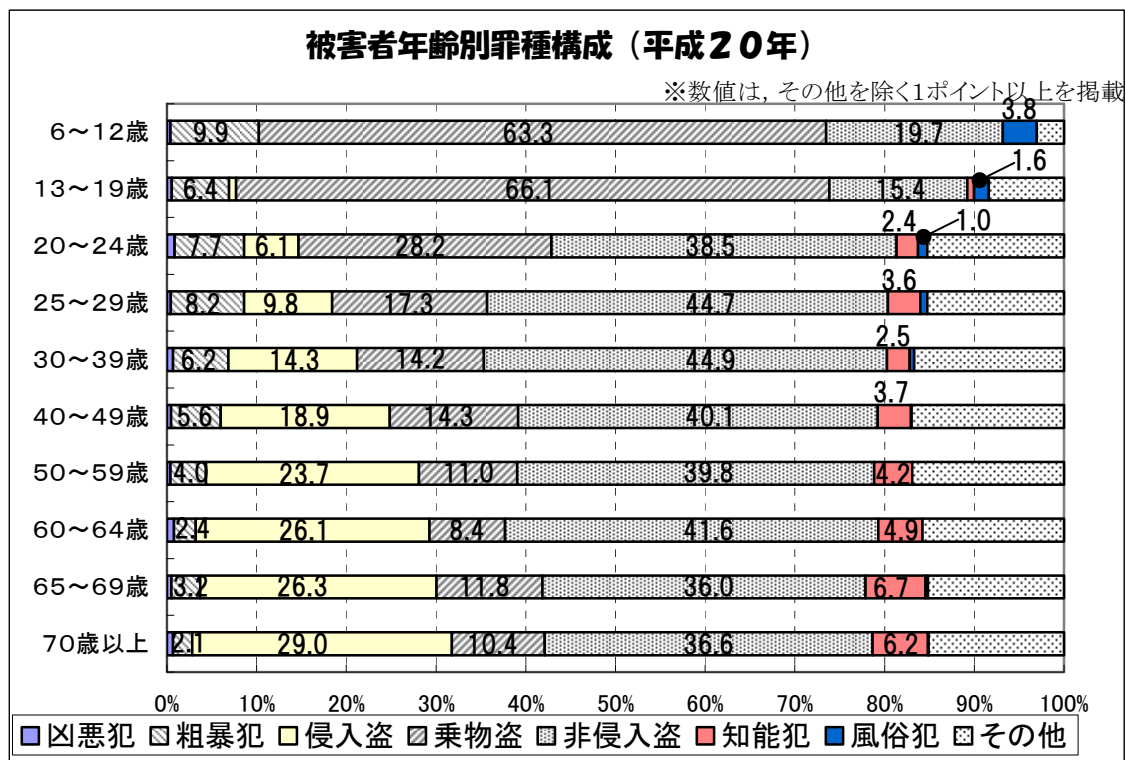 被害者年齢別罪種構成（平成２０年）
※数値は，その他を除く1ポイント以上を掲載
6～12歳 9.9 63.3 19.7 3.8
13～19歳 6.4 66.1 15.4 1.6
20～24歳 7.7 6.1 28.2 38.5 2.4 1.0
25～29歳 8.2 9.8 17.3 44.7 3.6
30～39歳 6.2 14.3 14.2 44.9 2.5
40～49歳 5.6 18.9 14.3 40.1 3.7
50～59歳 4.0 23.7 11.0 39.8 4.2
60～64歳 2.4 26.1 8.4 41.6 4.9
65～69歳 3.2 26.3 11.8 36.0 6.7
70歳以上 2.1 29.0 10.4 36.6 6.2
0% 10% 20% 30% 40% 50% 60% 70% 80% 90% 100%
凶悪犯 粗暴犯 侵入盗 乗物盗 非侵入盗 知能犯 風俗犯 その他